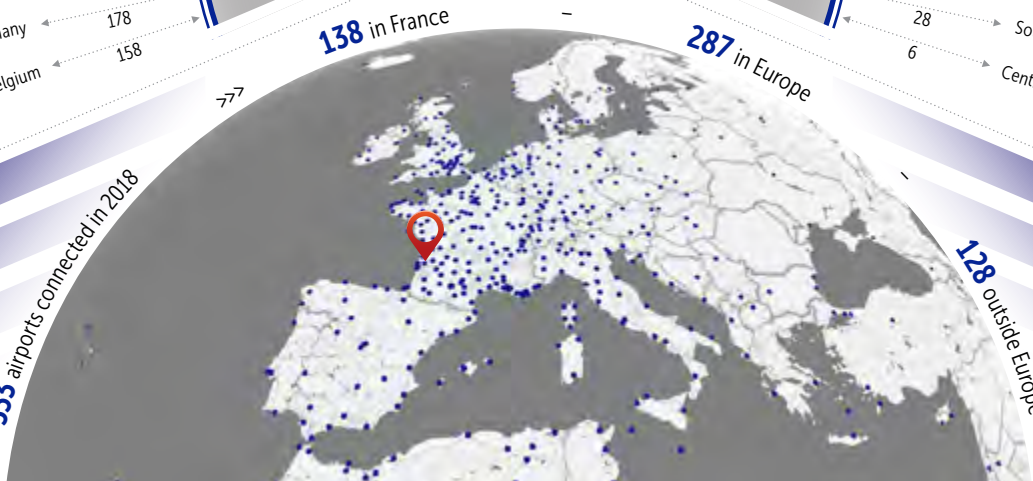 178
158
138 in France
–
287 in Europe
28
6
>>>
airports connected in 2018
–
128 outside Europe